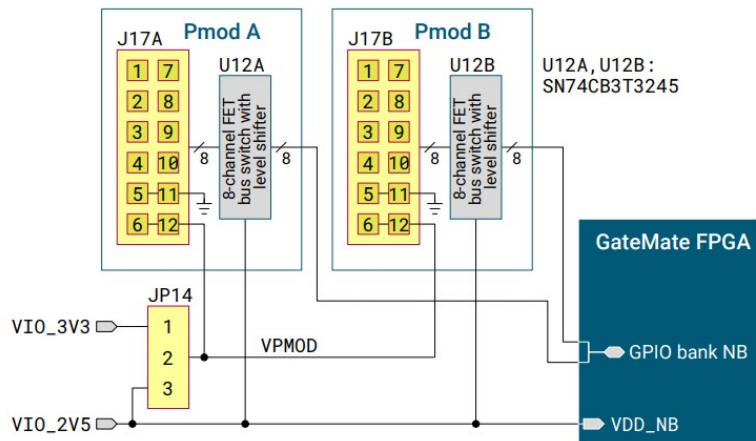 Pmod A
Pmod B
J17A
U12A
J17B
U12B
U12A,U12B:
SN74CB3T3245
1 7
2 8
3 9
4 10
5 11
6 12
8-channel FET
bus switch with
level shifter
8
8
1 7
2 8
3 9
4 10
5 11
6 12
8-channel FET
bus switch with
level shifter
8
8
GateMate FPGA
JP14
VIO_3V3
1
2
3
VPMOD
GPIO bank NB
VIO_2V5
VDD_NB